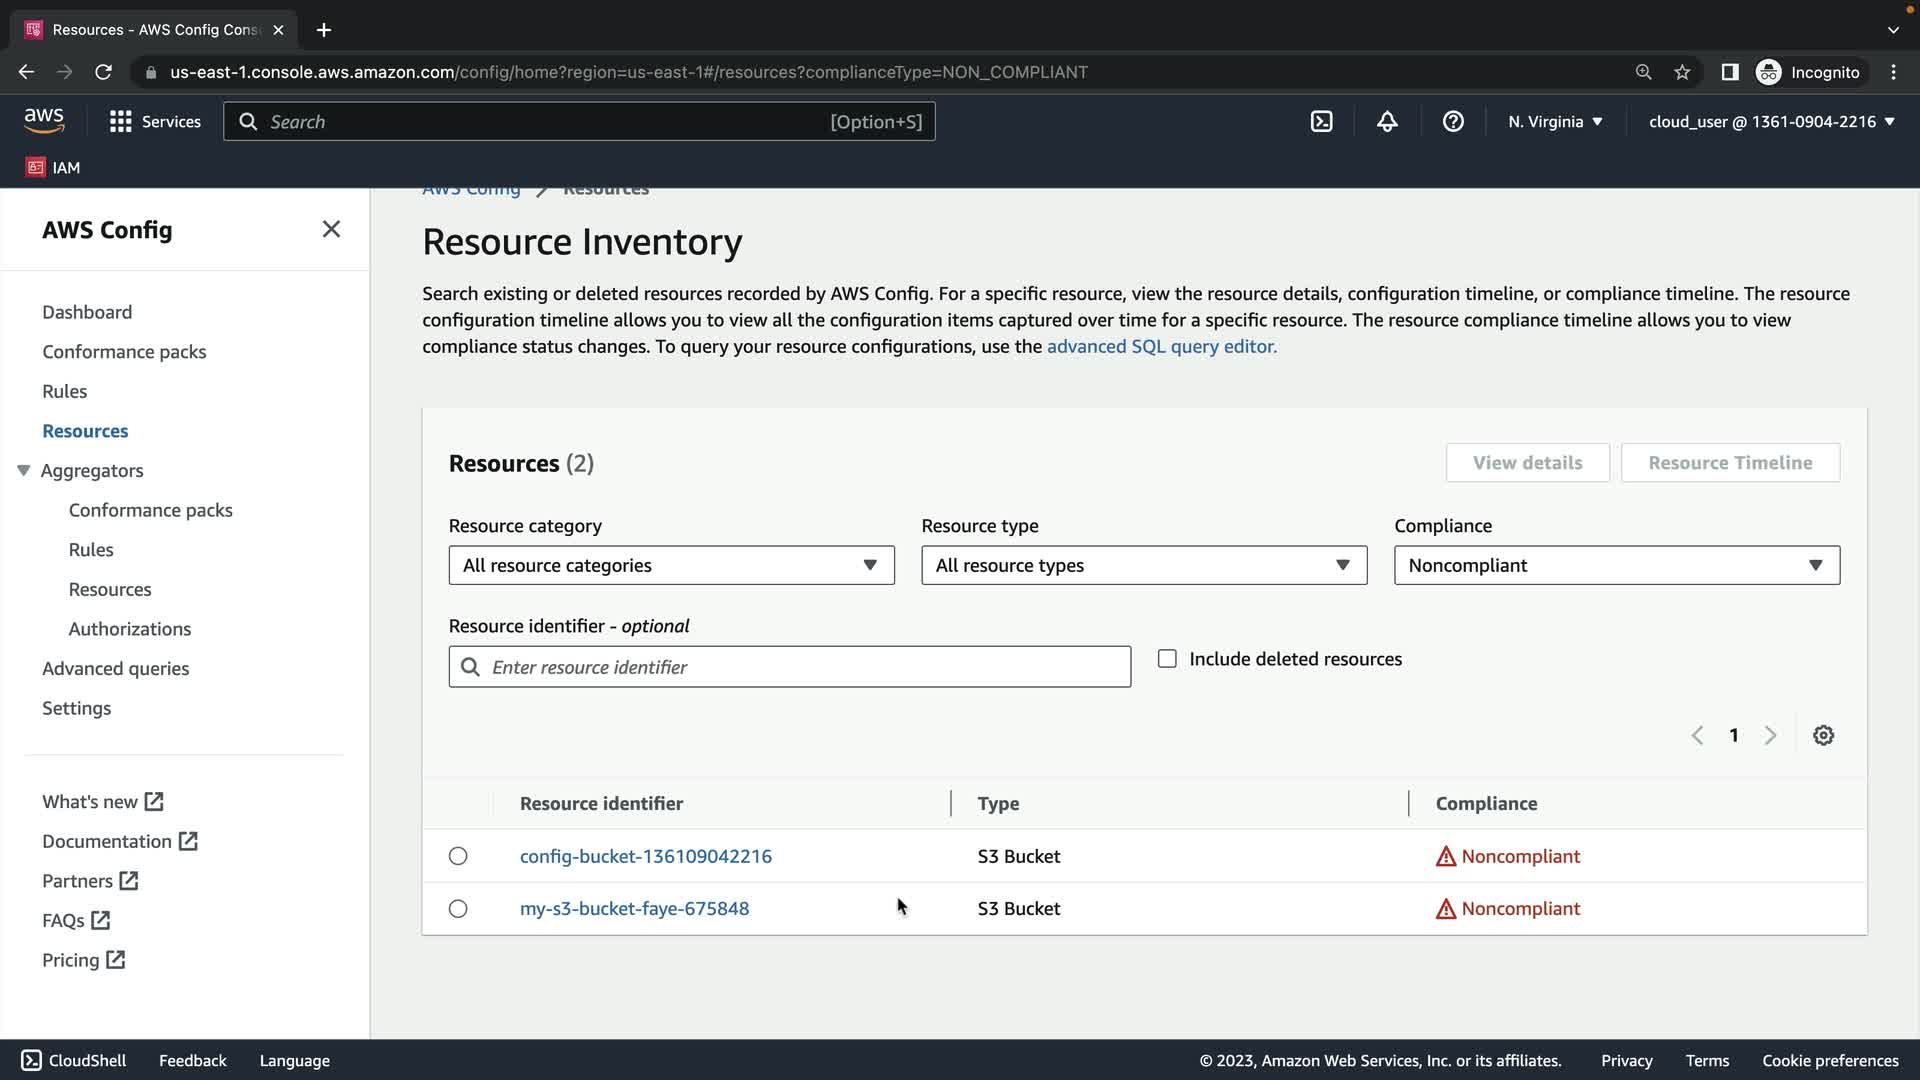 Resources - AWS Config Cons
us-east-1.console.aws.amazon.com/config/home?region=us-east-1#/resources?complianceType=NON_COMPLIANT
Incognito
aws
Services
Search
[Option+S]
N. Virginia
cloud_user @ 1361-0904-2216
IAM
AWS Config
Resources
AWS Config
Dashboard
Conformance packs
Rules
Resources
Aggregators
Conformance packs
Rules
Resources
Authorizations
Advanced queries
Settings
What's new
Documentation
Partners
FAQs
Pricing
Resource Inventory
Search existing or deleted resources recorded by AWS Config. For a specific resource, view the resource details, configuration timeline, or compliance timeline. The resource
configuration timeline allows you to view all the configuration items captured over time for a specific resource. The resource compliance timeline allows you to view
compliance status changes. To query your resource configurations, use the advanced SQL query editor.
Resources (2)
View details
Resource Timeline
Resource category
Resource type
Compliance
All resource categories
All resource types
Noncompliant
Resource identifier - optional
Enter resource identifier
Include deleted resources
1
Resource identifier
Type
Compliance
config-bucket-136109042216
S3 Bucket
Noncompliant
my-s3-bucket-faye-675848
S3 Bucket
Noncompliant
CloudShell
Feedback
Language
© 2023, Amazon Web Services, Inc. or its affiliates.
Privacy
Terms
Cookie preferences